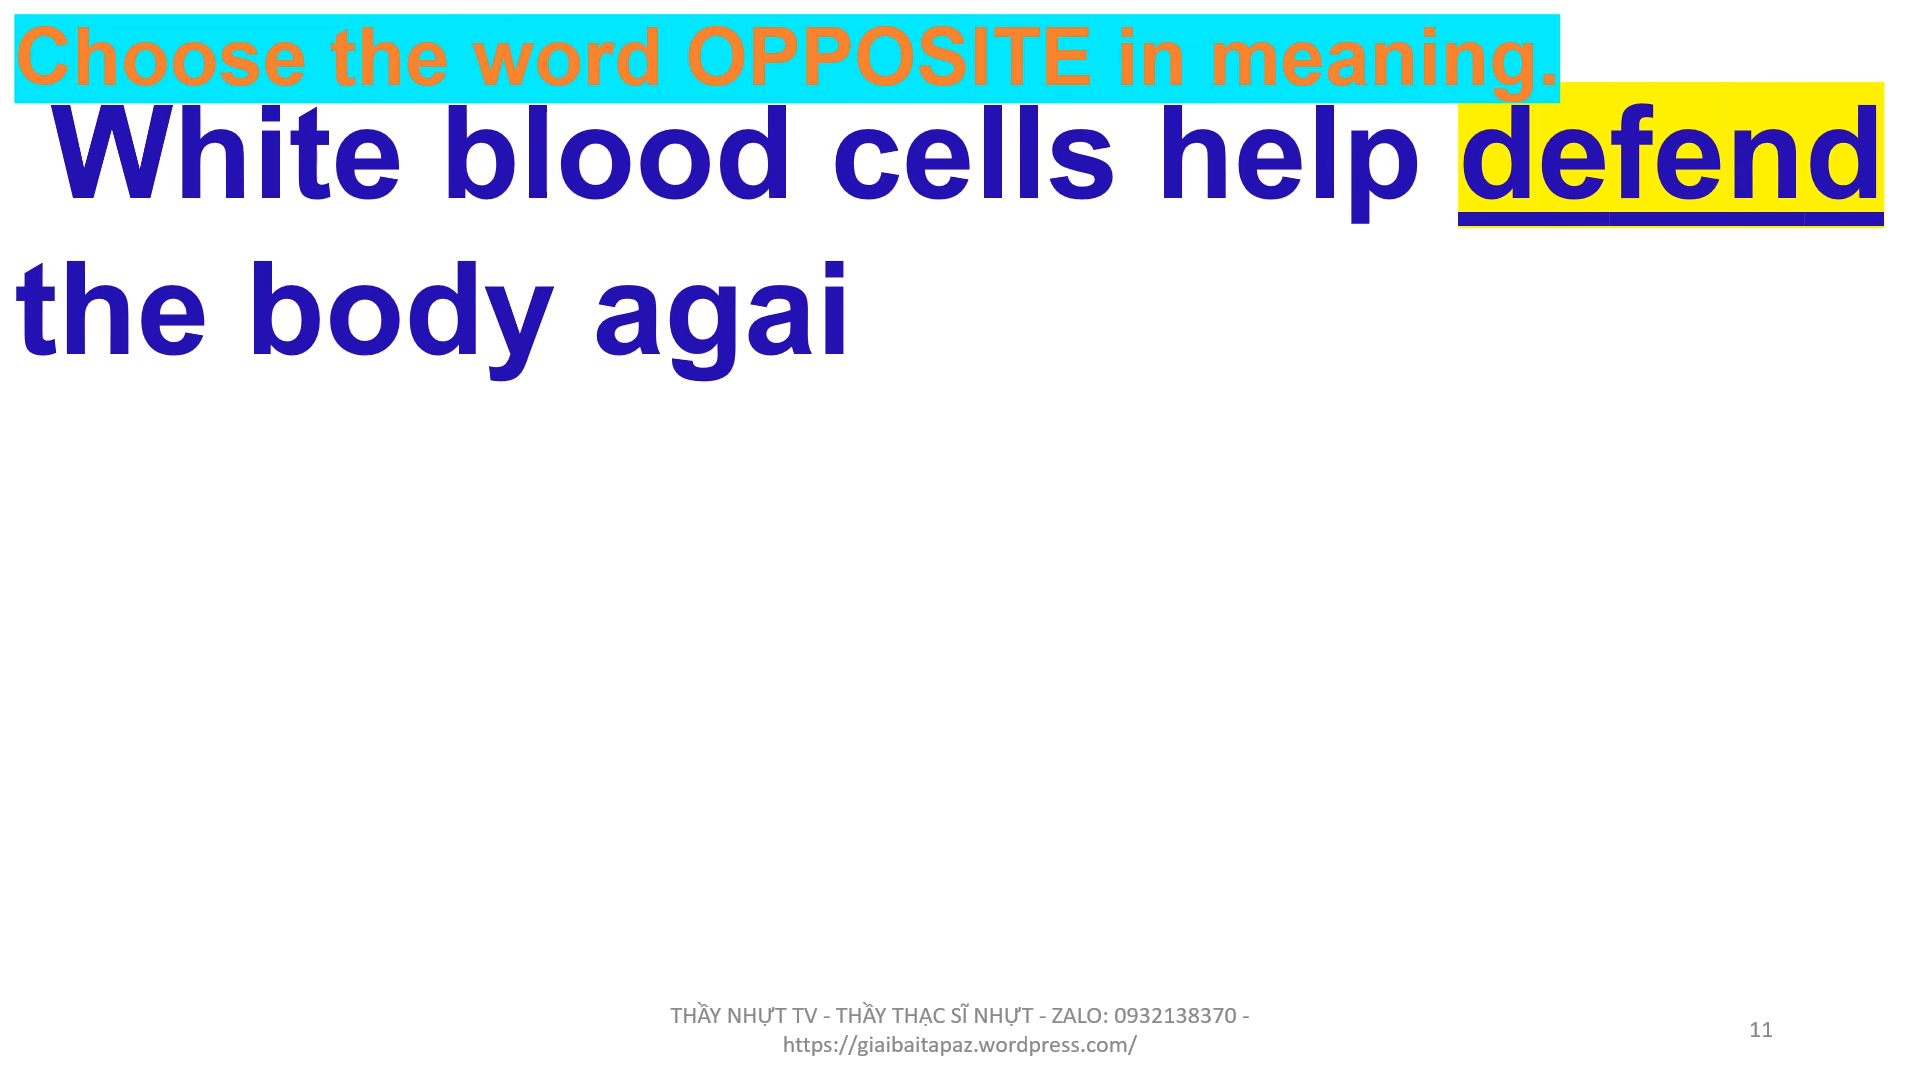 Choose the word OPPOSITE in meaning.
White blood cells help defend
the body agai
THẦY NHỰT TV - THẦY THẠC SĨ NHỰT - ZALO: 0932138370 -
https://giaibaitapaz.wordpress.com/
11